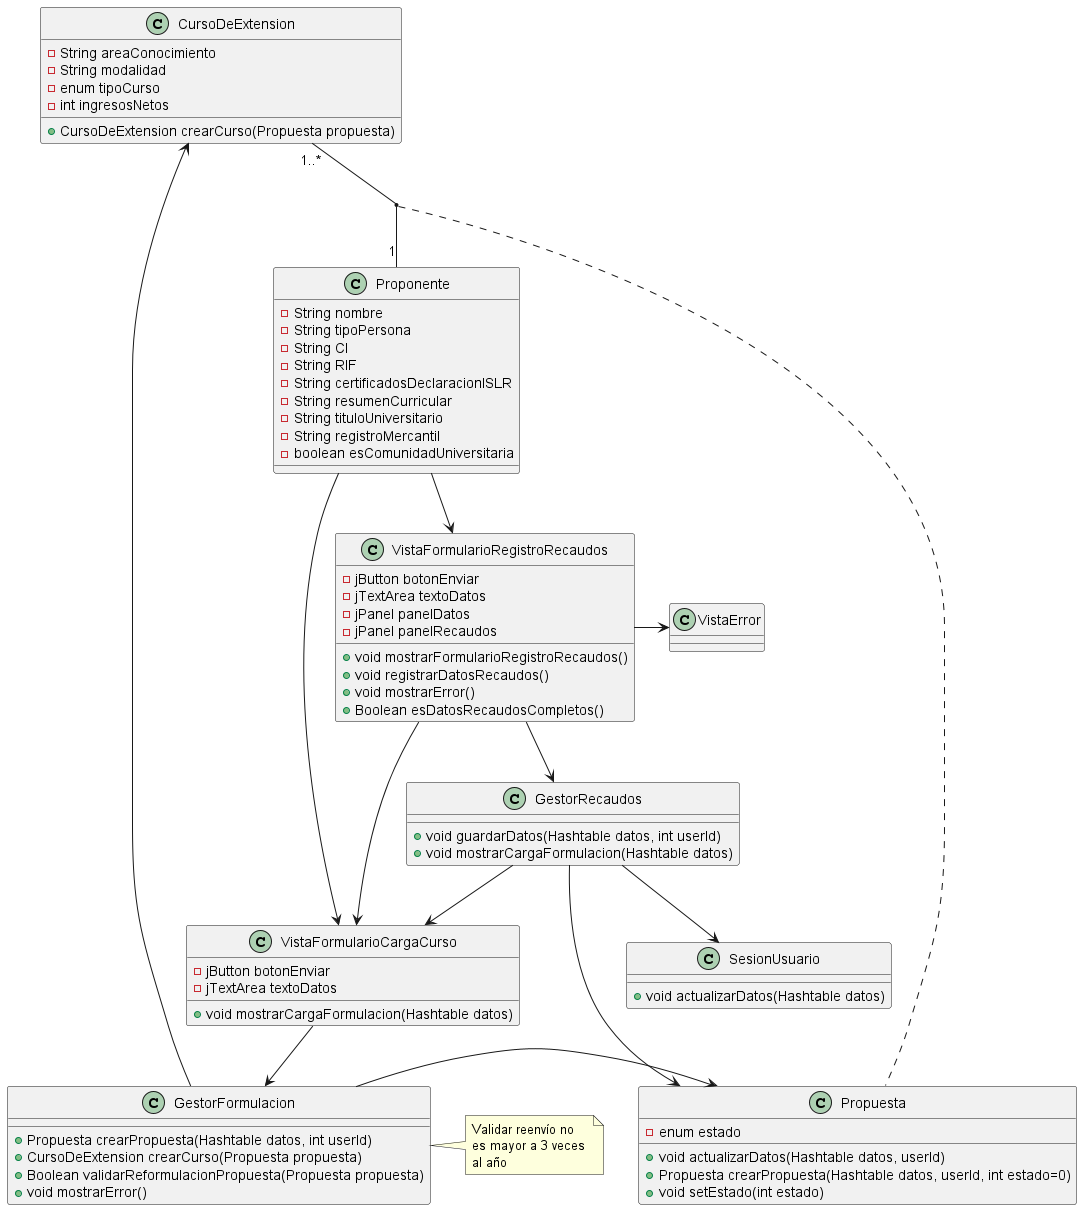 C CursoDeExtension
String areaConocimiento
String modalidad
enum tipoCurso
int ingresosNetos
CursoDeExtension crearCurso(Propuesta propuesta)
1..*
1
C Proponente
String nombre
String tipoPersona
String CI
String RIF
String certificadosDeclaracionISLR
String resumenCurricular
String tituloUniversitario
String registroMercantil
boolean esComunidadUniversitaria
C VistaFormularioRegistroRecaudos
jButton botonEnviar
jTextArea textoDatos
jPanel panelDatos
jPanel panelRecaudos
void mostrarFormularioRegistroRecaudos()
void registrarDatosRecaudos()
void mostrarError()
Boolean esDatosRecaudosCompletos()
C VistaError
C GestorRecaudos
void guardarDatos(Hashtable datos, int userId)
void mostrarCargaFormulacion(Hashtable datos)
C VistaFormularioCargaCurso
jButton botonEnviar
jTextArea textoDatos
void mostrarCargaFormulacion(Hashtable datos)
C SesionUsuario
void actualizarDatos(Hashtable datos)
C GestorFormulacion
Propuesta crearPropuesta(Hashtable datos, int userId)
CursoDeExtension crearCurso(Propuesta propuesta)
Boolean validarReformulacionPropuesta(Propuesta propuesta)
void mostrarError()
Validar reenvío no
es mayor a 3 veces
al año
C Propuesta
enum estado
void actualizarDatos(Hashtable datos, userId)
Propuesta crearPropuesta(Hashtable datos, userId, int estado=0)
void setEstado(int estado)